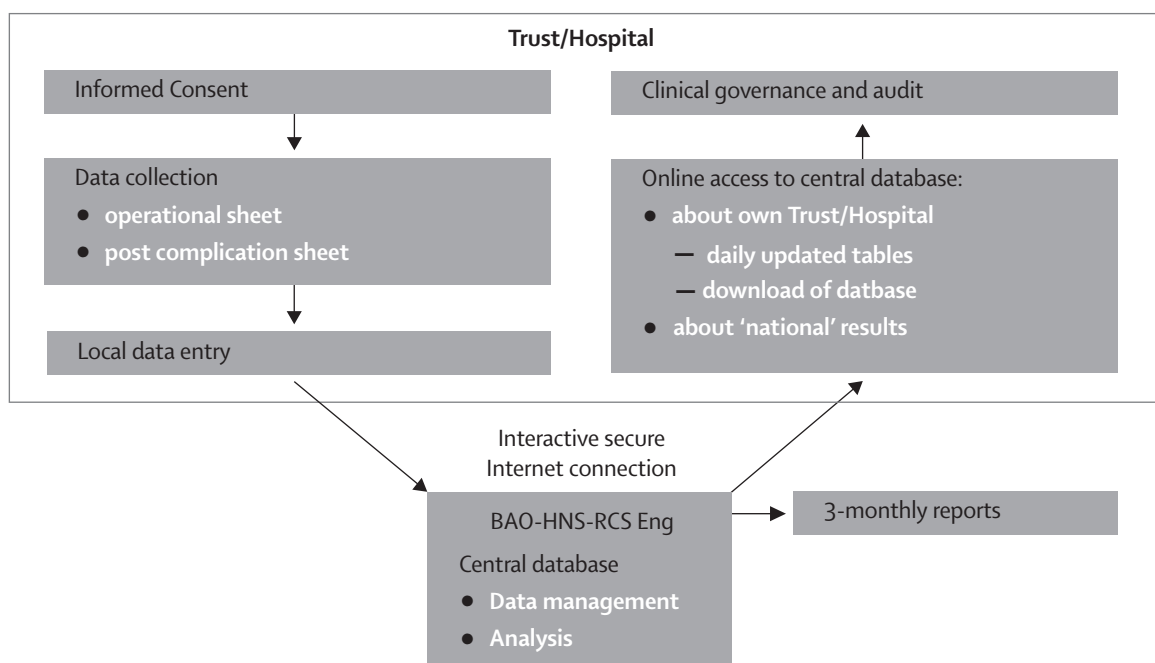 Trust/Hospital
Informed Consent
Data collection
● operational sheet
● post complication sheet
Local data entry
Clinical governance and audit
Online access to central database:
● about own Trust/Hospital
— daily updated tables
— download of datbase
● about ‘national’ results
Interactive secure
Internet connection
BAO-HNS-RCS Eng
Central database
● Data management
● Analysis
3-monthly reports